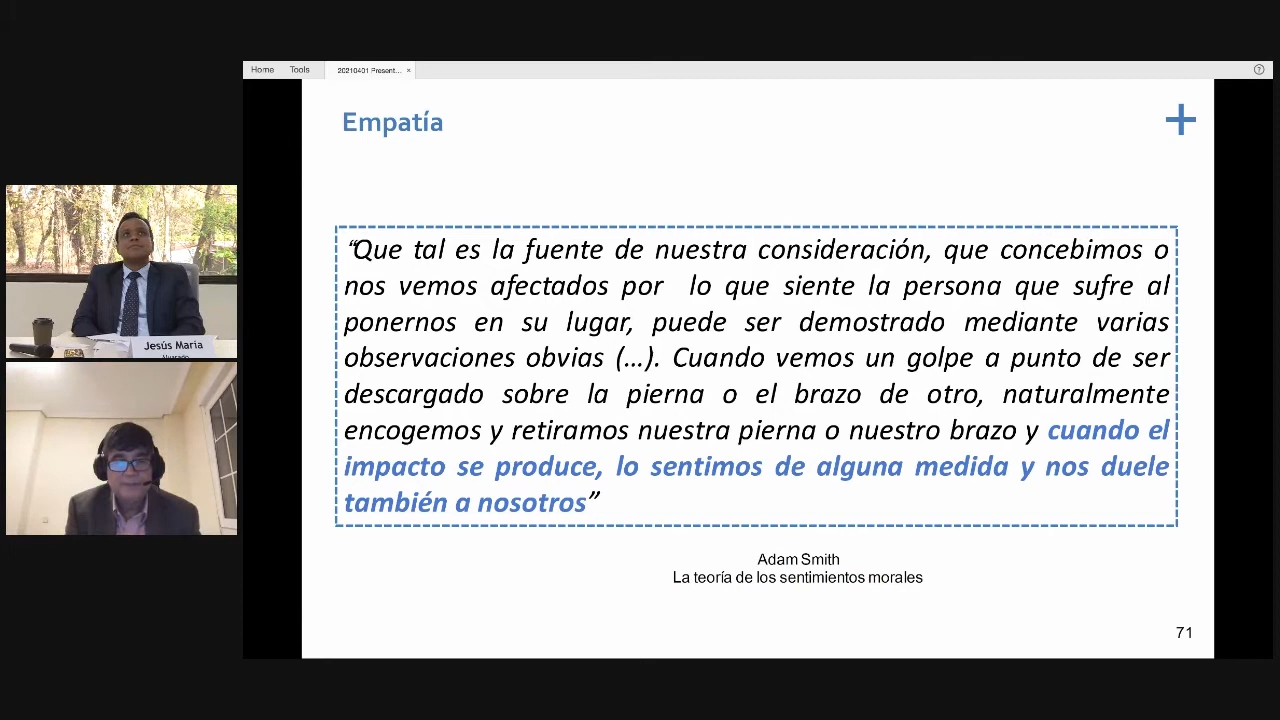 Home Tools 20210401 Present... ×
Empatía
“Que tal es la fuente de nuestra consideración, que concebimos o
nos vemos afectados por lo que siente la persona que sufre al
ponernos en su lugar, puede ser demostrado mediante varias
observaciones obvias (…). Cuando vemos un golpe a punto de ser
descargado sobre la pierna o el brazo de otro, naturalmente
encogemos y retiramos nuestra pierna o nuestro brazo y cuando el
impacto se produce, lo sentimos de alguna medida y nos duele
también a nosotros”
Adam Smith
La teoría de los sentimientos morales
71
Jesús María
Alvarado